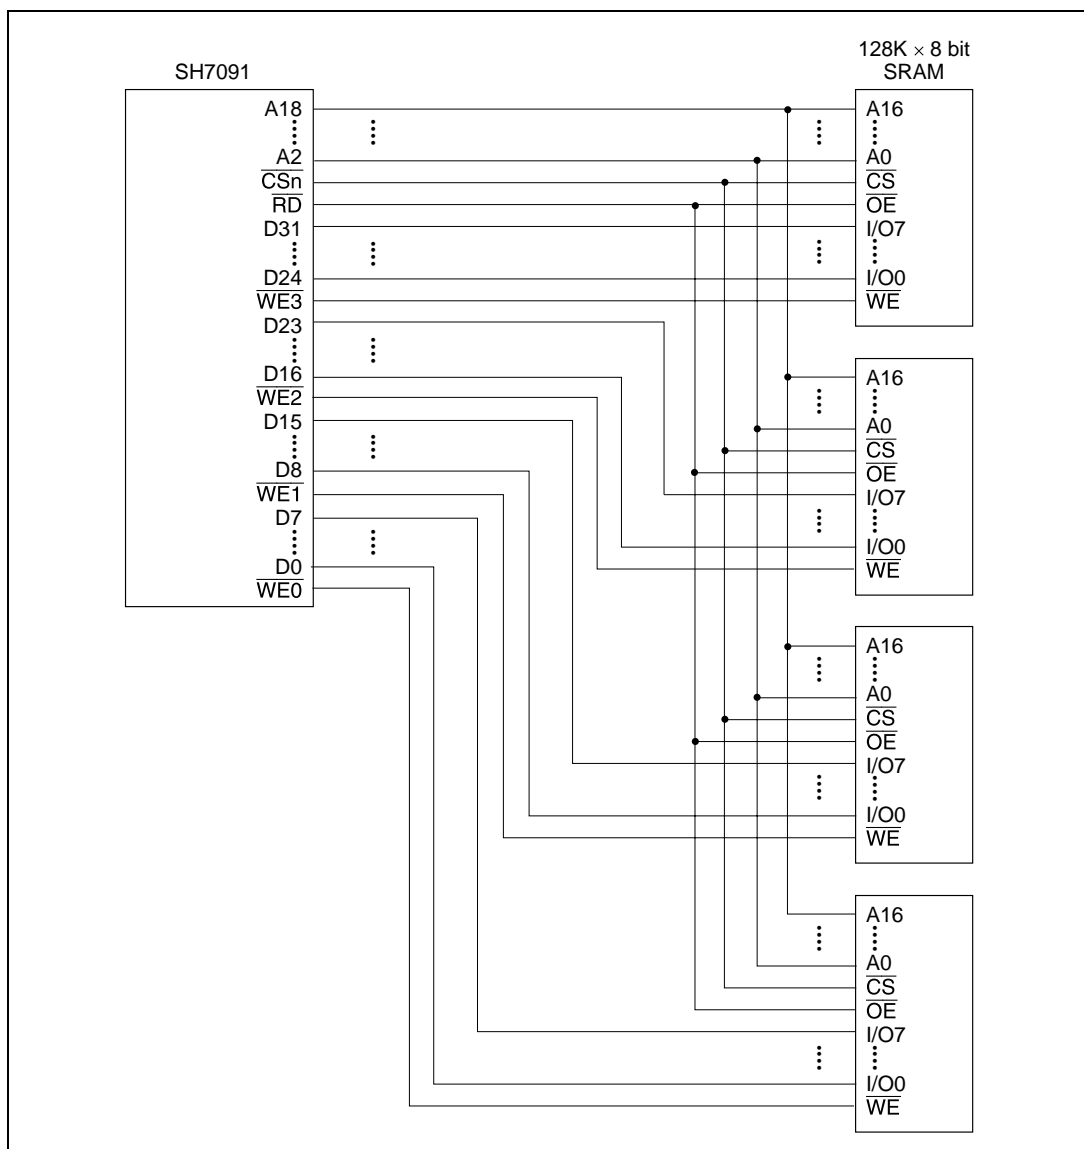 SH7091
A18
A2
CSn
RD
D31
D24
WE3
D23
D16
WE2
D15
D8
WE1
D7
D0
WE0
128K × 8 bit
SRAM
A16
A0
CS
OE
I/O7
I/O0
WE
A16
A0
CS
OE
I/O7
I/O0
WE
A16
A0
CS
OE
I/O7
I/O0
WE
A16
A0
CS
OE
I/O7
I/O0
WE